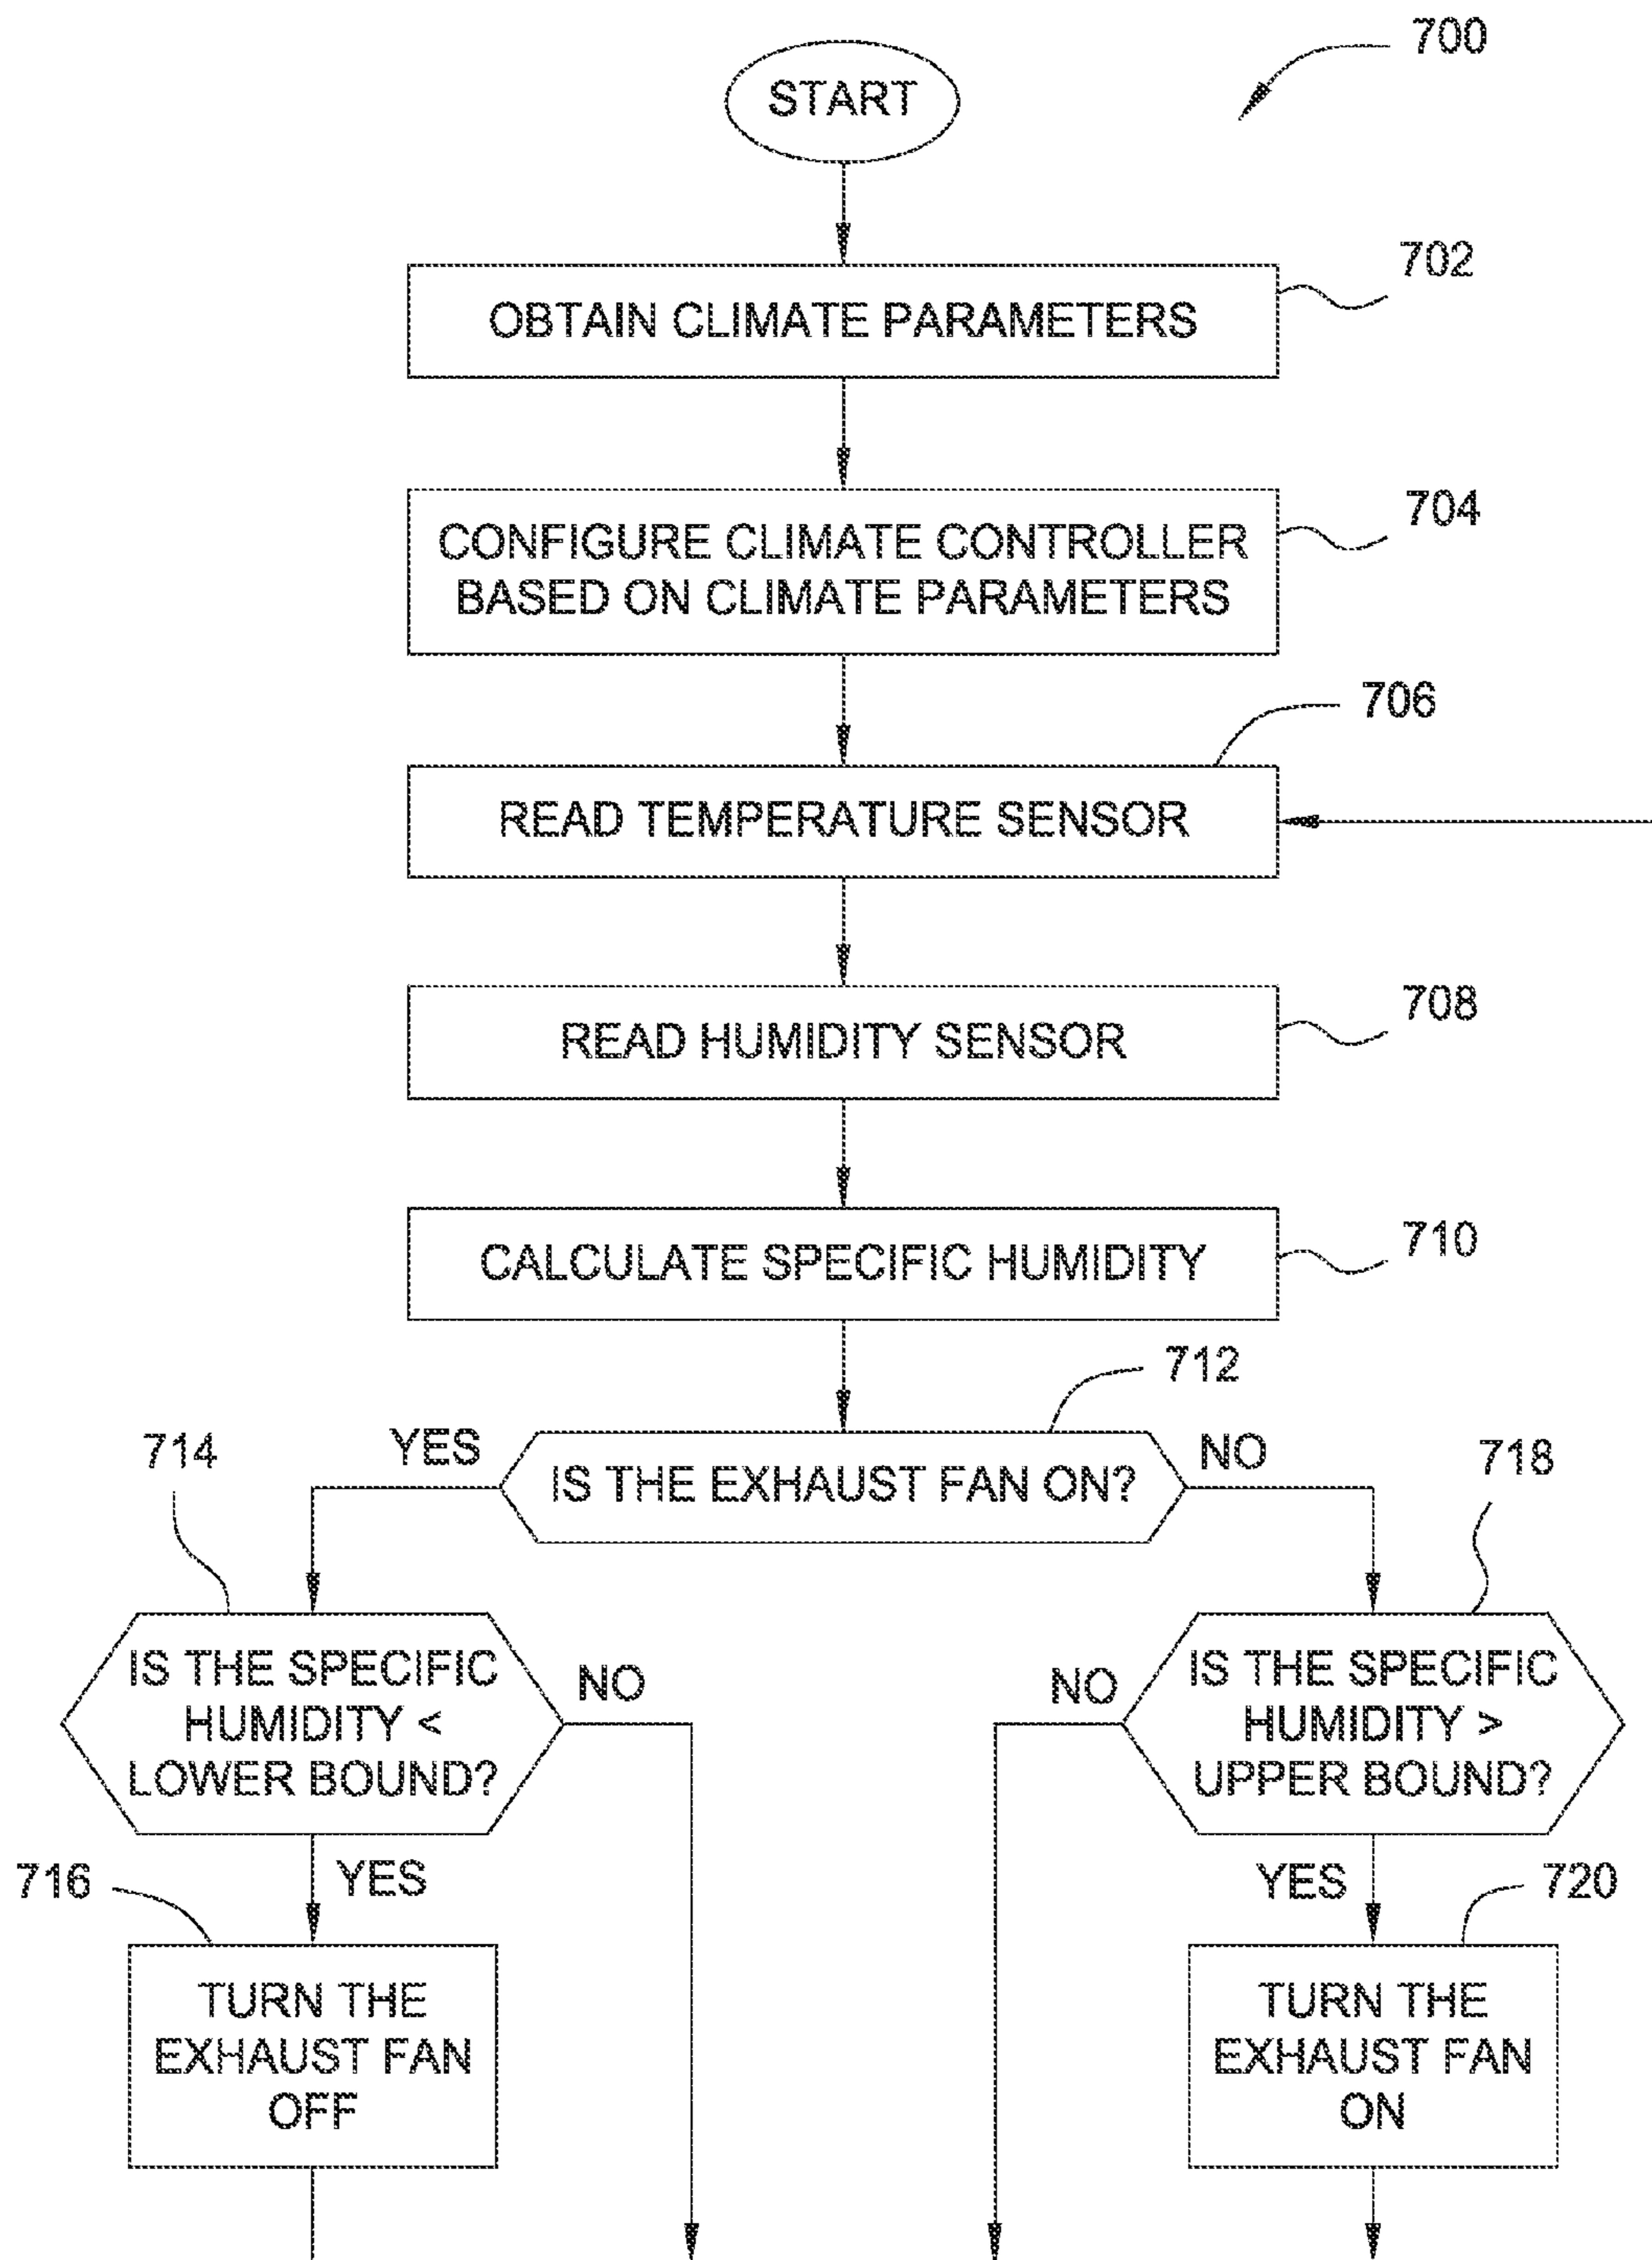 700
START
702
OBTAIN CLIMATE PARAMETERS
704
CONFIGURE CLIMATE CONTROLLER
BASED ON CLIMATE PARAMETERS
706
READ TEMPERATURE SENSOR
708
READ HUMIDITY SENSOR
710
CALCULATE SPECIFIC HUMIDITY
712
714
YES
IS THE EXHAUST FAN ON?
NO
718
IS THE SPECIFIC
HUMIDITY <
LOWER BOUND?
NO
NO
IS THE SPECIFIC
HUMIDITY >
UPPER BOUND?
716
YES
YES
720
TURN THE
EXHAUST FAN
OFF
TURN THE
EXHAUST FAN
ON